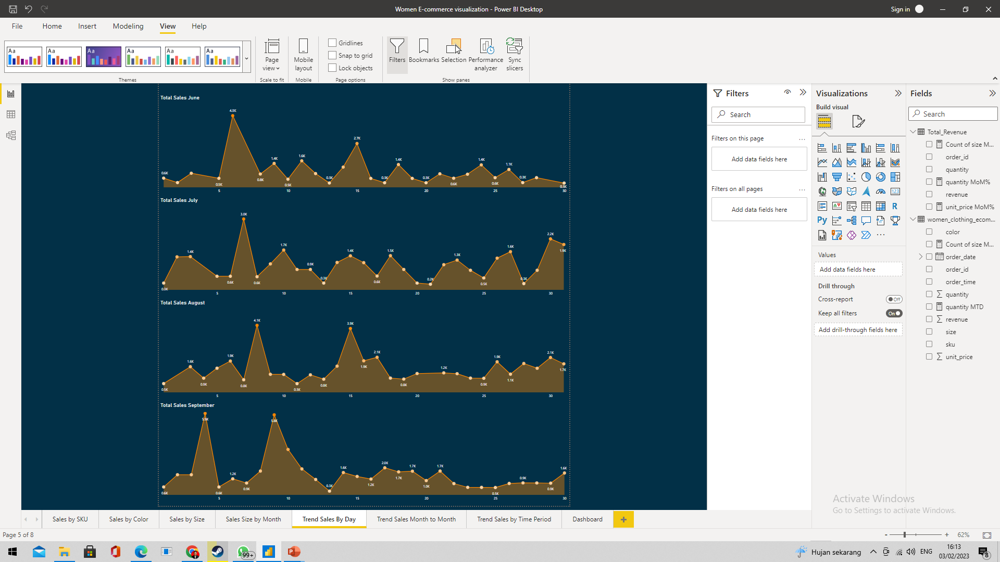 Women E-commerce visualization - Power BI Desktop
Sign in
File Home Insert Modeling View Help
Aa Aa Aa Aa Aa Aa
Themes
Page view
Scale to fit
Mobile layout
Mobile
Gridlines
Snap to grid
Lock objects
Page options
Filters
Bookmarks
Selection
Performance analyzer
Sync slicers
Show panes
Total Sales June
0.6K 0.5K 4.3K 0.8K 1.4K 0.5K 1.6K 0.3K 2.7K 0.3K 1.4K 0.3K 0.6K 1.4K 0.6K 1.1K 0.3K 0.3K
5 10 15 20 25 30
Total Sales July
0.3K 1.4K 0.6K 3.0K 0.6K 1.7K 0.9K 0.3K 1.4K 0.6K 1.5K 0.2K 1.3K 0.5K 1.6K 0.3K 2.2K 1.9K
5 10 15 20 25 30
Total Sales August
0.5K 1.6K 0.9K 1.9K 0.8K 4.1K 0.5K 0.8K 3.9K 1.9K 2.1K 0.8K 1.2K 0.9K 1.9K 1.1K 2.1K 1.7K
5 10 15 20 25 30
Total Sales September
0.6K 5.9K 0.6K 1.2K 0.9K 5.8K 0.3K 1.6K 1.2K 2.0K 1.7K 1.7K 1.0K 1.7K 0.5K 0.9K 0.9K 1.6K
5 10 15 20 25 30
Filters
Search
Filters on this page ...
Add data fields here
Filters on all pages ...
Add data fields here
Visualizations
Build visual
123
R
Py
...
Values
Add data fields here
Drill through
Cross-report Off
Keep all filters On
Add drill-through fields here
Fields
Search
Total_Revenue
Count of size M...
order_id
quantity
quantity MoM%
revenue
unit_price MoM%
women_clothing_ecom...
color
Count of size M...
order_date
order_id
order_time
quantity
quantity MTD
revenue
size
sku
unit_price
Activate Windows
Go to Settings to activate Windows.
Sales by SKU Sales by Color Sales by Size Sales Size by Month Trend Sales By Day Trend Sales Month to Month Trend Sales by Time Period Dashboard +
Page 5 of 8
- + 62%
99+
Hujan sekarang
ENG
16:13
03/02/2023
8